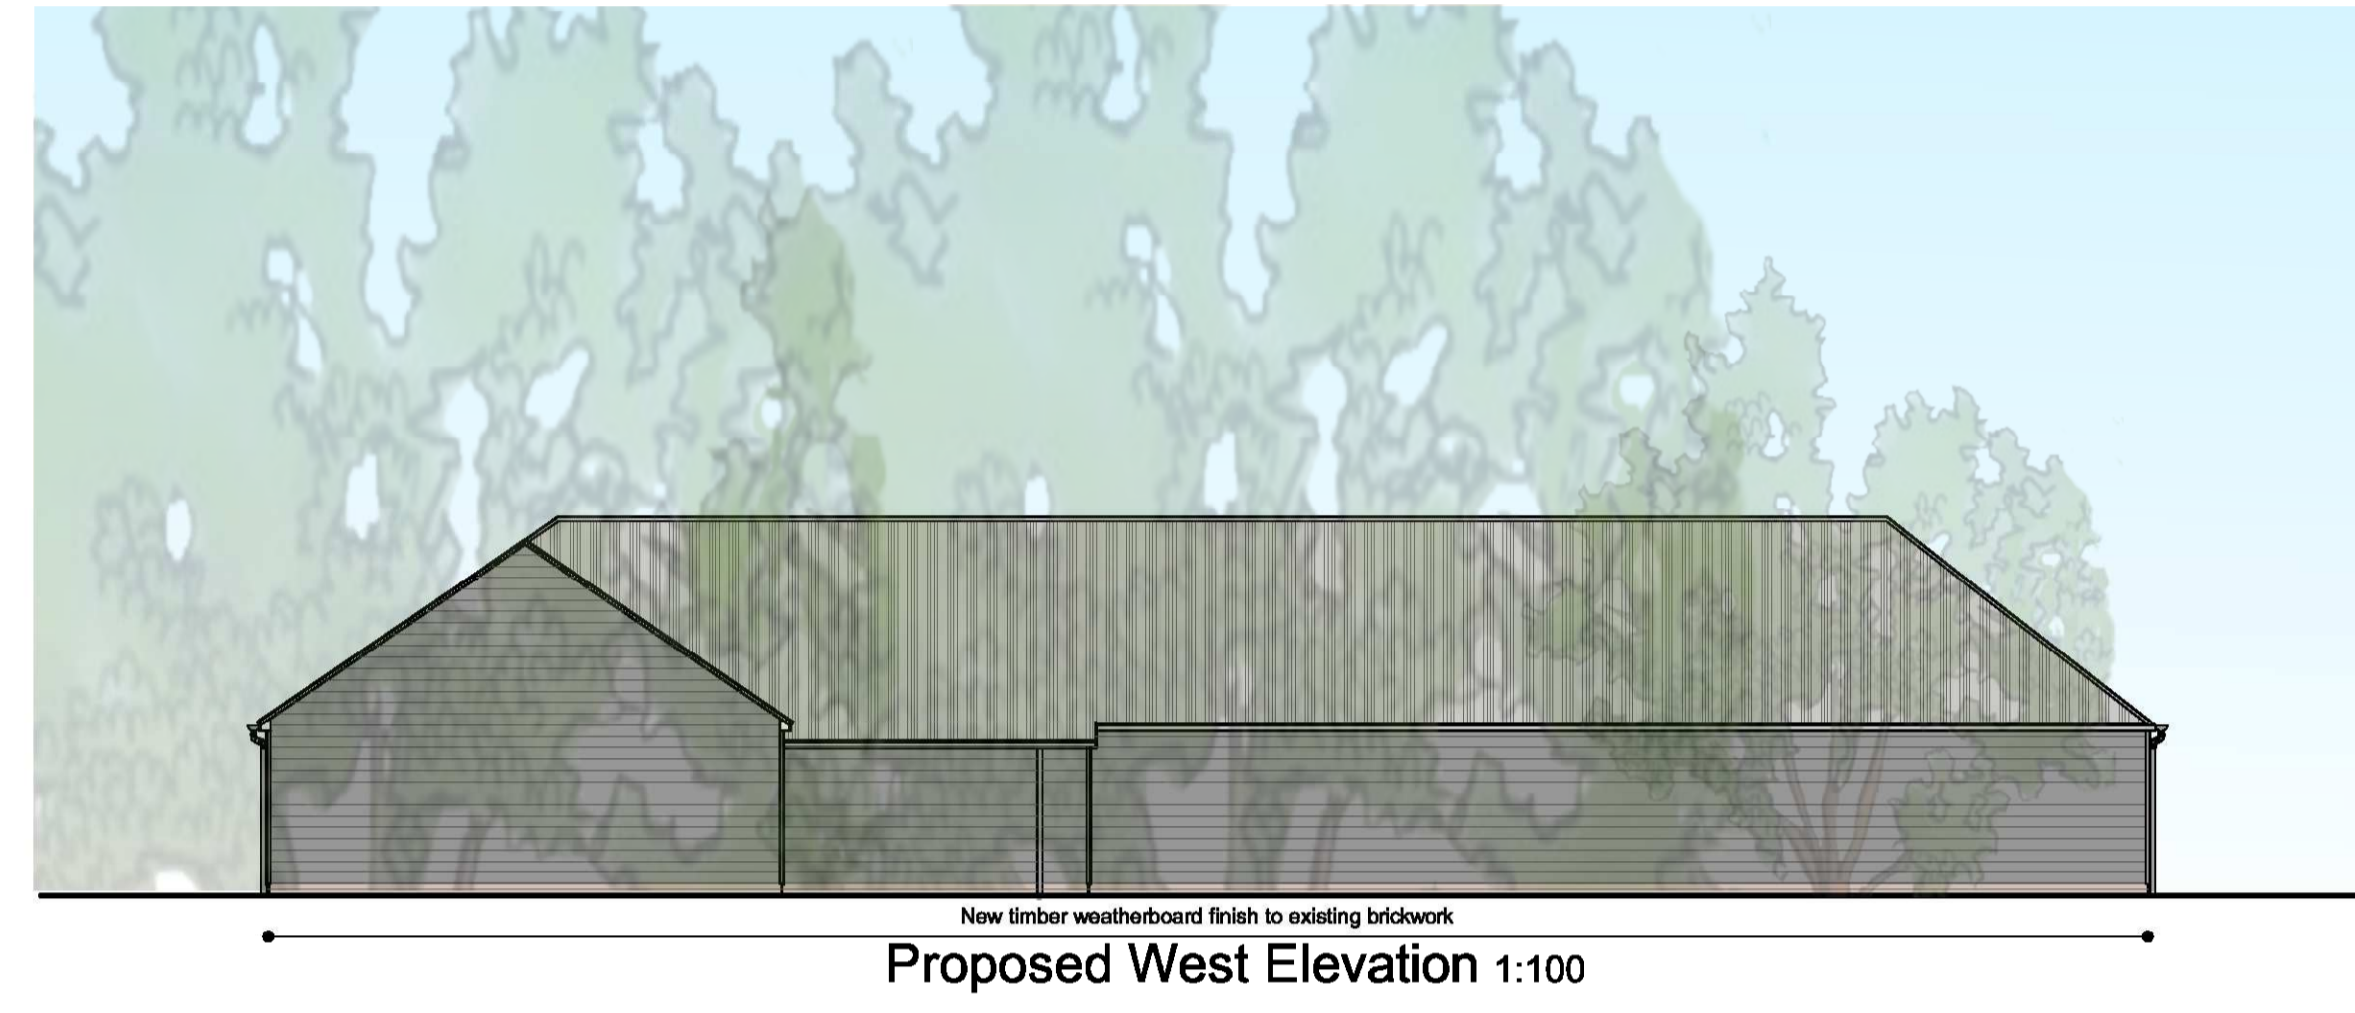 New timber weatherboard finish to existing brickwork
Proposed West Elevation 1:100